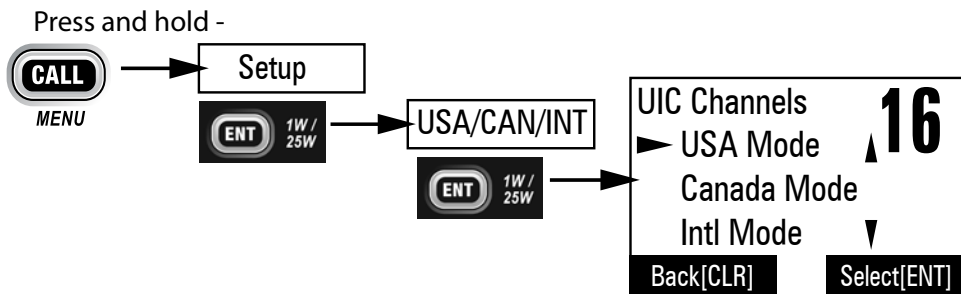 Press and hold -
CALL
MENU
Setup
ENT 1W /
25W
USA/CAN/INT
ENT 1W /
25W
UIC Channels 16
USA Mode
Canada Mode
Intl Mode
Back[CLR] Select[ENT]